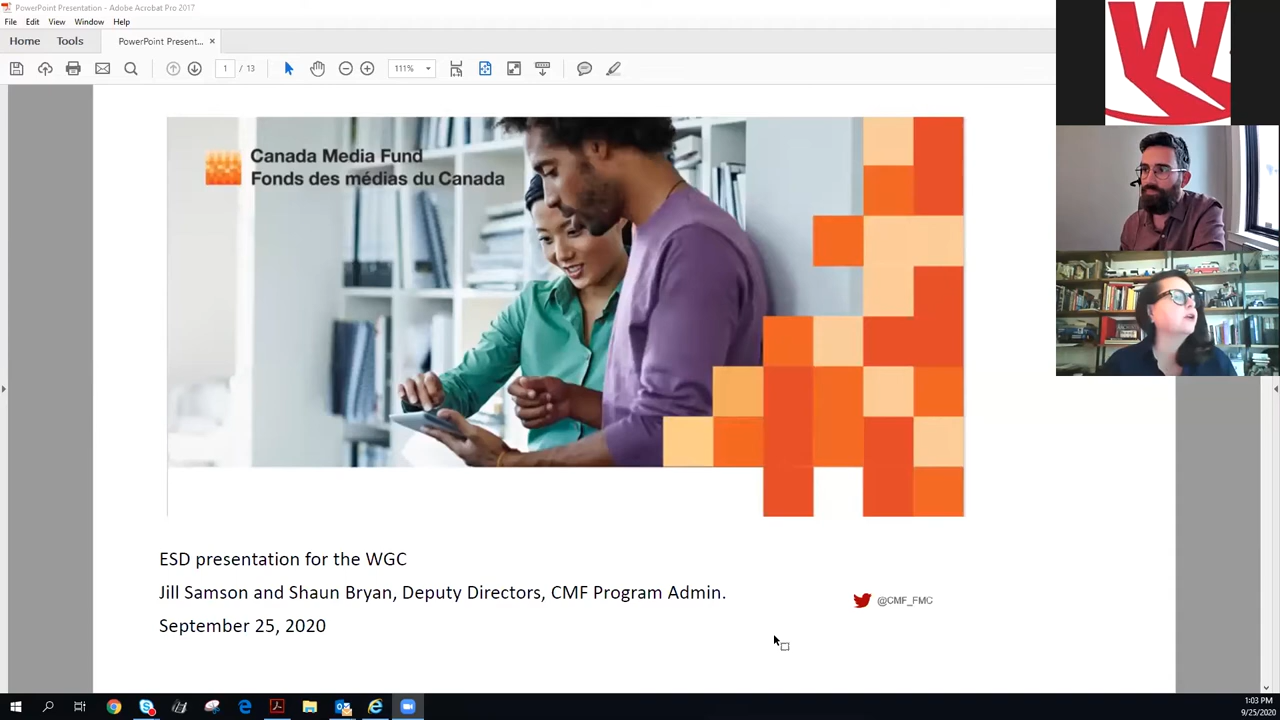 PowerPoint Presentation - Adobe Acrobat Pro 2017
File Edit View Window Help
Home Tools PowerPoint Present... ×
1 / 13 111%
Canada Media Fund
Fonds des médias du Canada
ESD presentation for the WGC
Jill Samson and Shaun Bryan, Deputy Directors, CMF Program Admin.
@CMF_FMC
September 25, 2020
1:03 PM
9/25/2020